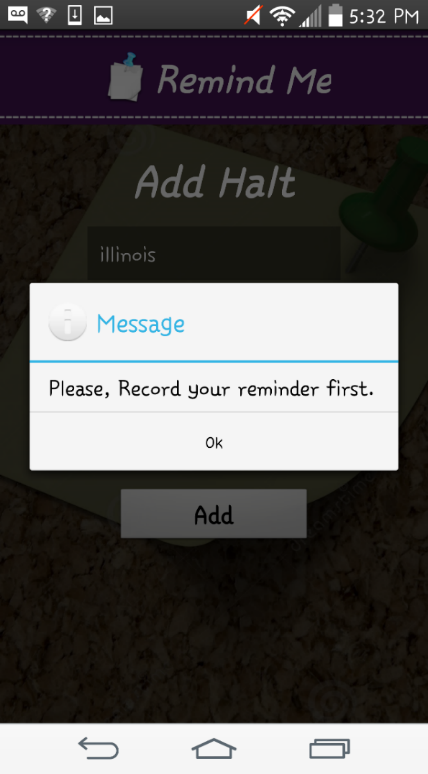 5:32 PM
Remind Me
Add Halt
illinois
Message
Please, Record your reminder first.
Ok
Add